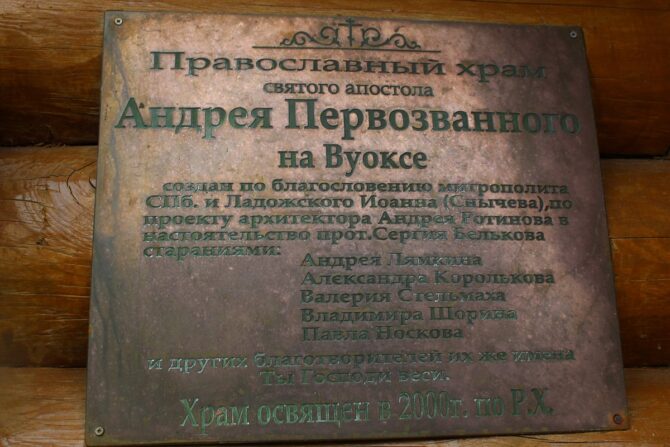 Православный храм
святого апостола
Андрея Первозванного
на Вуоксе
создан по благословению митрополита
СПб. и Ладожского Иоанна (Снычева), по
проекту архитектора Андрея Ротинова в
настоятельство прот. Сергия Белькова
стараниями:
Андрея Лямкина
Александра Королькова
Валерия Стельмаха
Владимира Шорина
Павла Носкова
и других благотворителей их же имена
Ты Господи веси.
Храм освящен в 2000г. по Р.Х.